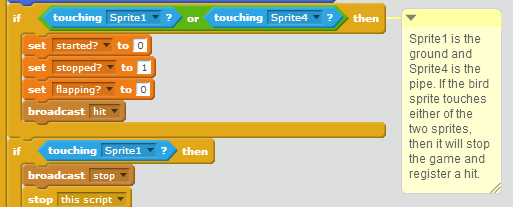 if touching Sprite1 ? or touching Sprite4 ? then
set started? to 0
set stopped? to 1
set flapping? to 0
broadcast hit
if touching Sprite1 ? then
broadcast stop
stop this script
Sprite1 is the
ground and
Sprite4 is the
pipe. If the bird
sprite touches
either of the
two sprites,
then it will stop
the game and
register a hit.